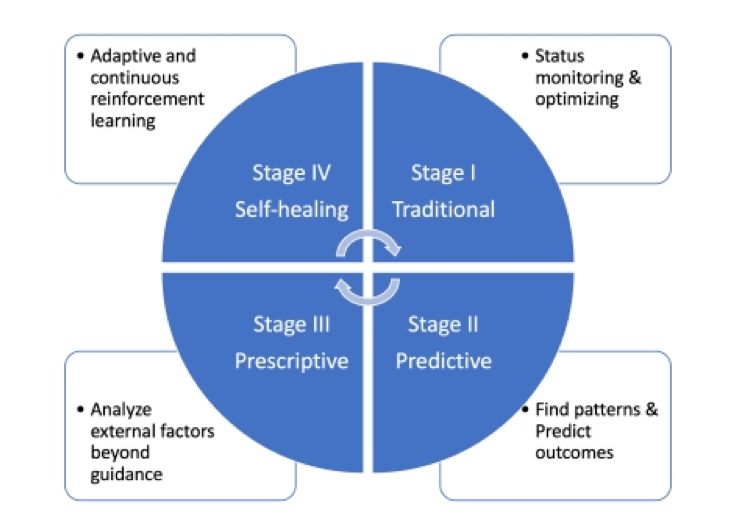 • Adaptive and
continuous
reinforcement
learning
• Status
monitoring &
optimizing
Stage IV
Self-healing
Stage I
Traditional
Stage III
Prescriptive
Stage II
Predictive
• Analyze
external factors
beyond
guidance
• Find patterns &
Predict
outcomes